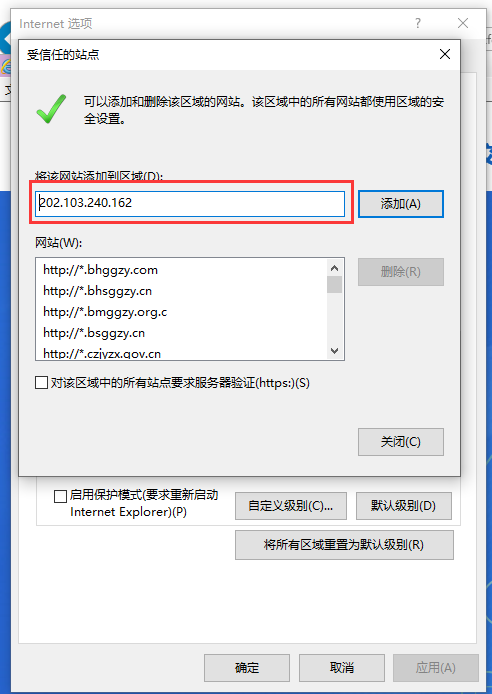 Internet 选项
受信任的站点
可以添加和删除该区域的网站。该区域中的所有网站都使用区域的安
全设置。
将该网站添加到区域(D):
202.103.240.162
添加(A)
网站(W):
http://*.bhggzy.com
http://*.bhsggzy.cn
http://*.bmggzy.org.c
http://*.bsggzy.cn
http://*.czjyzx.gov.cn
删除(R)
对该区域中的所有站点要求服务器验证(https:)(S)
关闭(C)
启用保护模式(要求重新启动
Internet Explorer)(P)
自定义级别(C)...
默认级别(D)
将所有区域重置为默认级别(R)
确定
取消
应用(A)